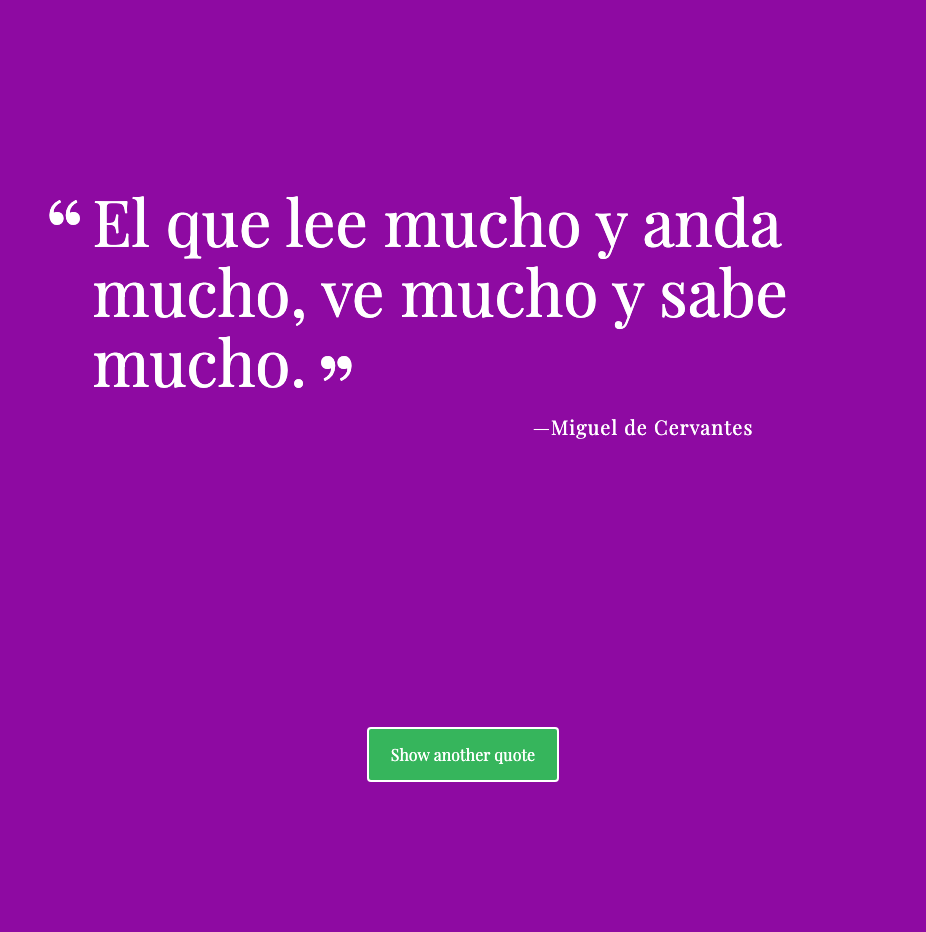 “ El que lee mucho y anda
mucho, ve mucho y sabe
mucho. ”
—Miguel de Cervantes
Show another quote